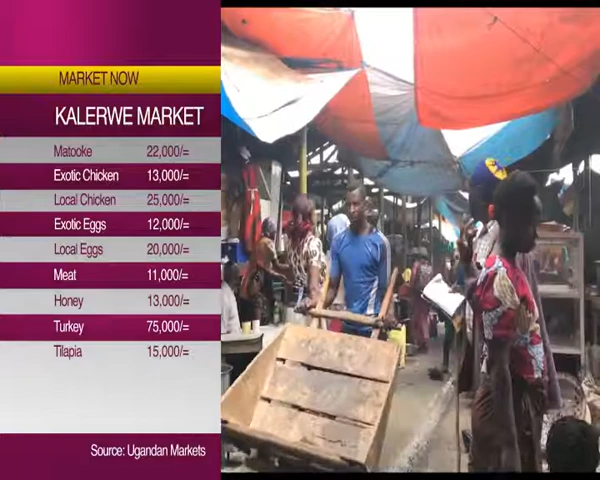 MARKET NOW
KALERWE MARKET
Matooke 22,000/=
Exotic Chicken 13,000/=
Local Chicken 25,000/=
Exotic Eggs 12,000/=
Local Eggs 20,000/=
Meat 11,000/=
Honey 13.000/=
Turkey 75,000/=
Tilapia 15,000/=
Source: Ugandan Markets